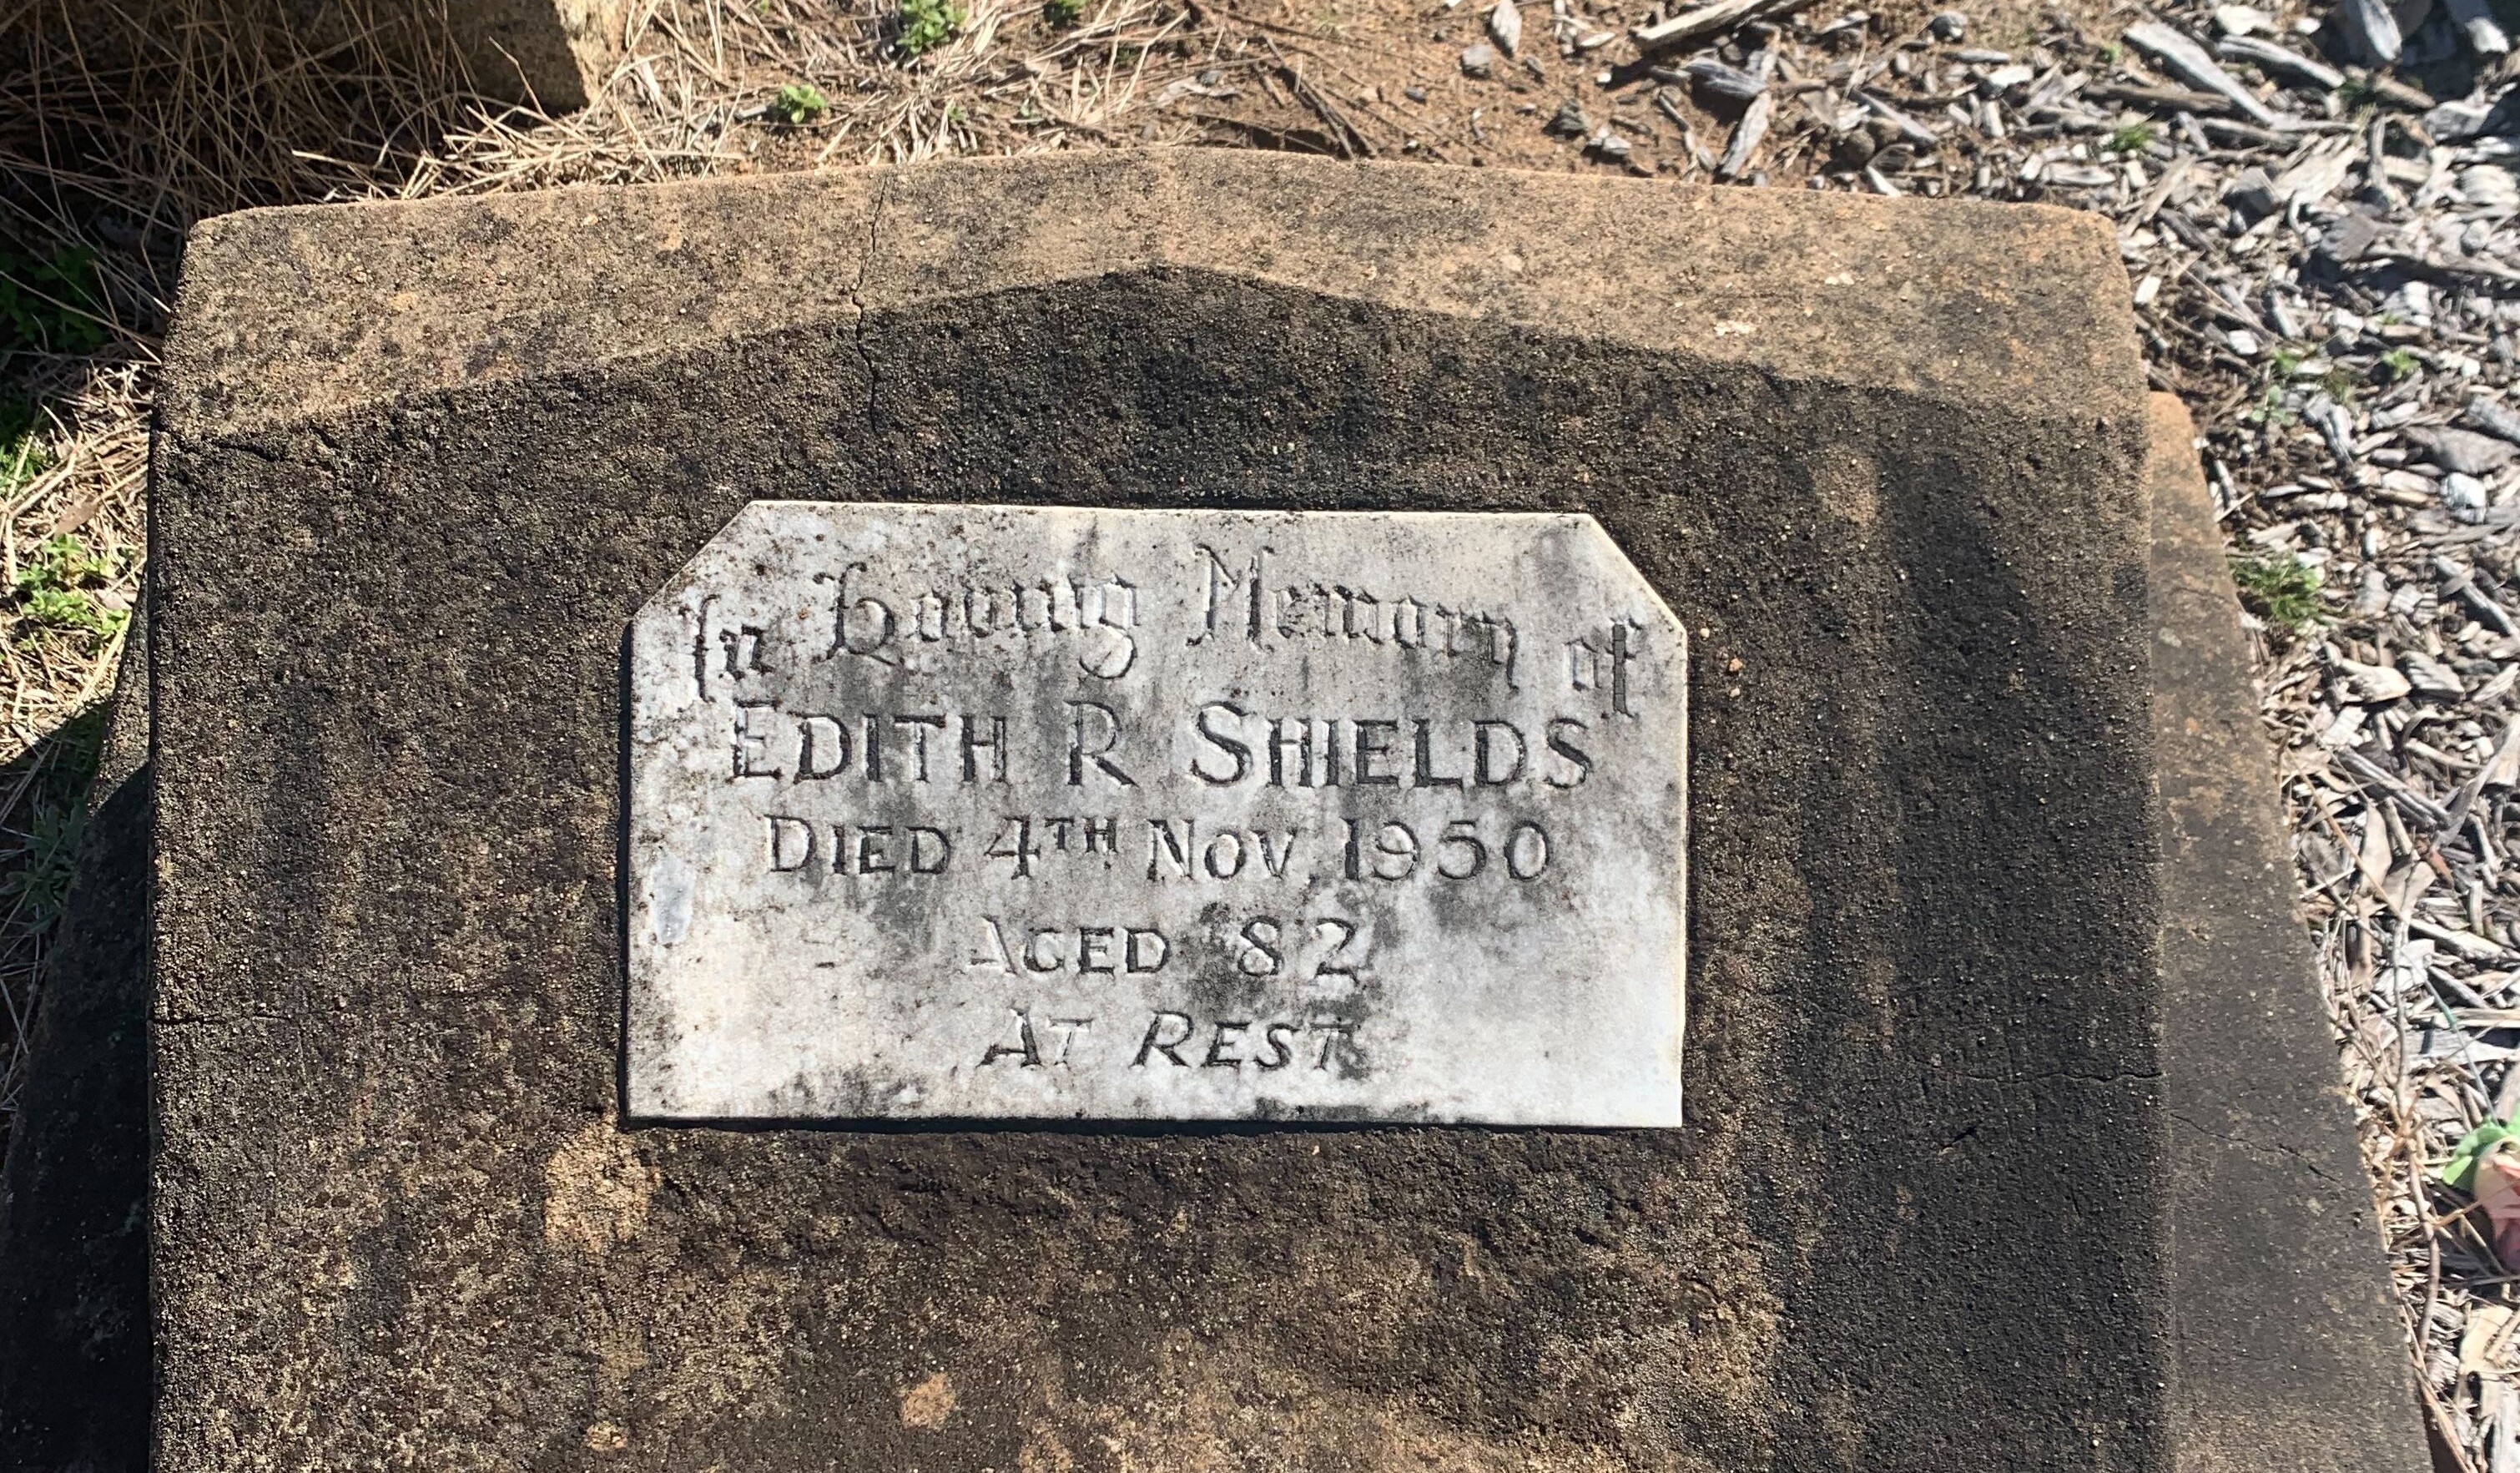 In Loving Memory of
EDITH R SHIELDS
DIED 4TH NOV. 1950
AGED 82
AT REST